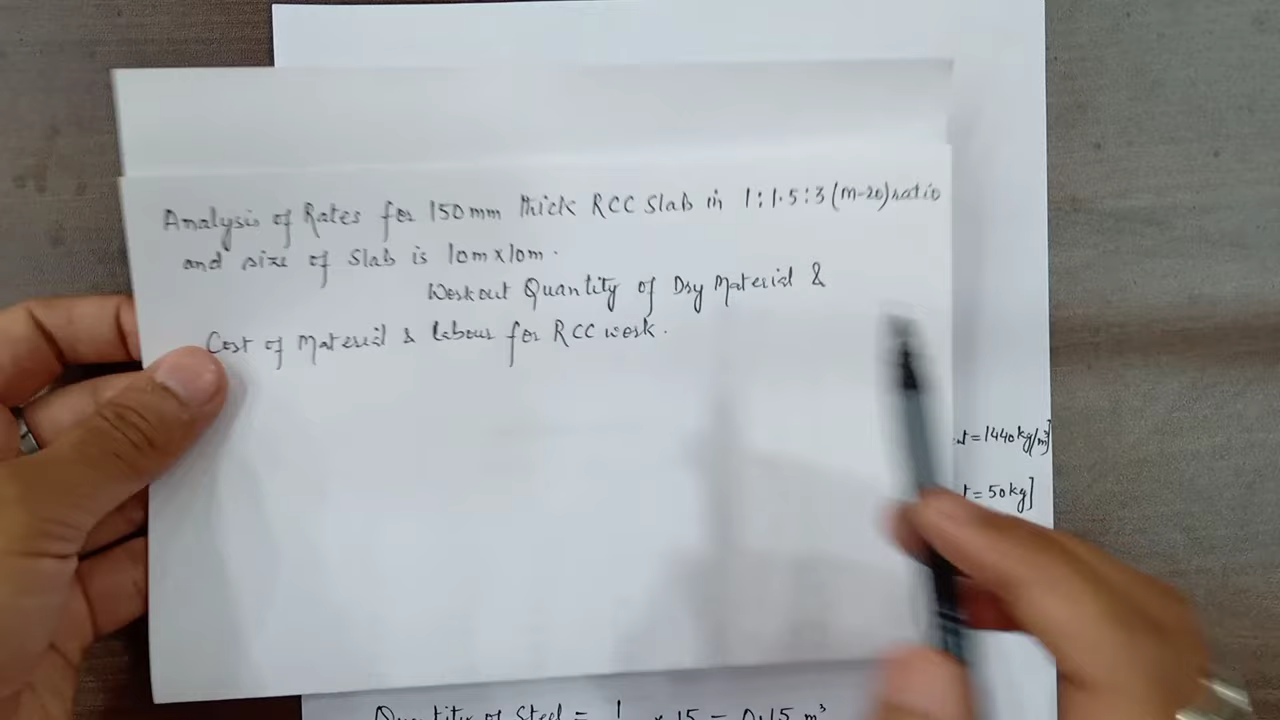 Analysis of Rates for 150mm thick RCC Slab in 1:1.5:3 (m-20) ratio
and size of Slab is 10m x 10m.
Workout Quantity of Dry Material &
Cost of Material & labour for RCC work.
= 1440 kg/m³]
= 50kg]
Quantity of Steel = 1 x 15 = 0.15 m³